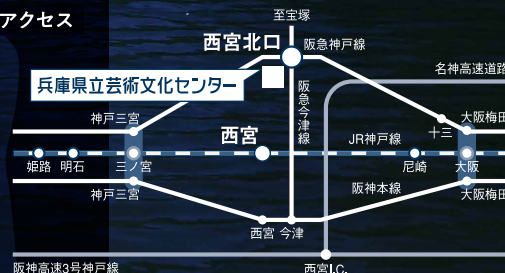 アクセス
至宝塚
西宮北口
阪急神戸線
名神高速道路
兵庫県立芸術文化センター
阪急今津線
神戸三宮
大阪梅田
十三
西宮
JR神戸線
姫路
明石
三ノ宮
尼崎
大阪
神戸三宮
阪神本線
大阪梅田
西宮
今津
阪神高速3号神戸線
西宮I.C.